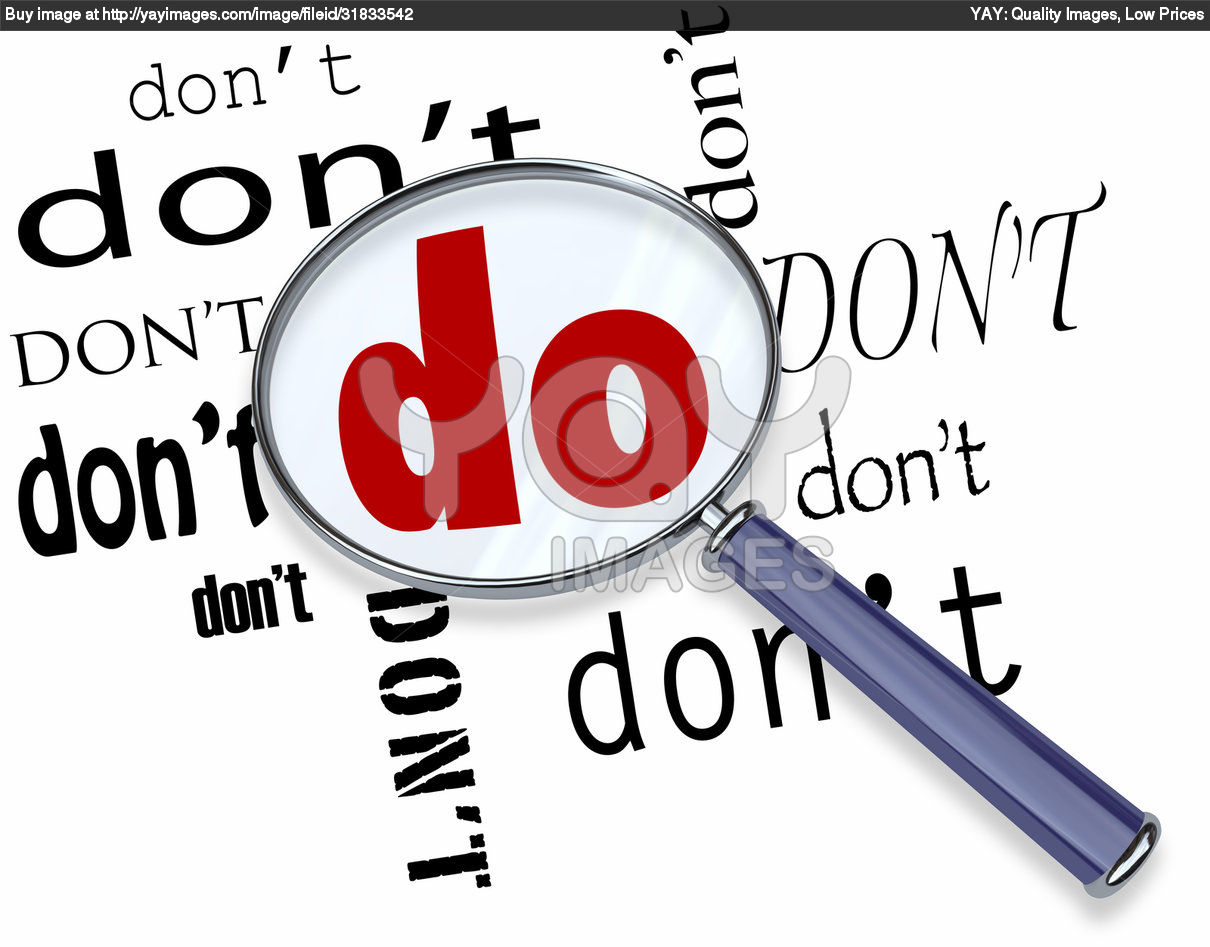 Buy image at http://yayimages.com/image/fileid/31833542
YAY: Quality Images, Low Prices
don't
don't
don't
DON'T
DON'T
do
don't
don't
don't
DON'T
don't
YAY
IMAGES